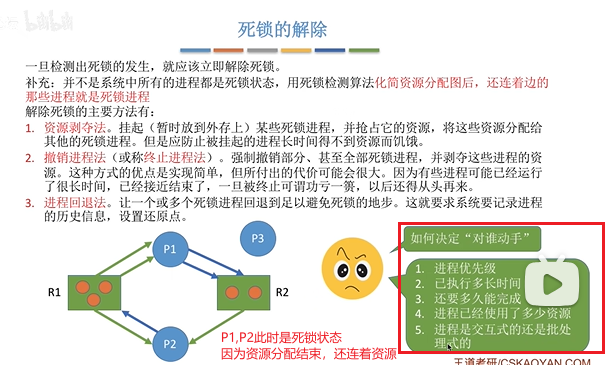 bilibili
死锁的解除
一旦检测出死锁的发生，就应该立即解除死锁。
补充：并不是系统中所有的进程都是死锁状态，用死锁检测算法化简资源分配图后，还连着边的
那些进程就是死锁进程
解除死锁的主要方法有：
1. 资源剥夺法。挂起（暂时放到外存上）某些死锁进程，并抢占它的资源，将这些资源分配给
其他的死锁进程。但是应防止被挂起的进程长时间得不到资源而饥饿。
2. 撤销进程法（或称终止进程法）。强制撤销部分、甚至全部死锁进程，并剥夺这些进程的资
源。这种方式的优点是实现简单，但所付出的代价可能会很大。因为有些进程可能已经运行
了很长时间，已经接近结束了，一旦被终止可谓功亏一篑，以后还得从头再来。
3. 进程回退法。让一个或多个死锁进程回退到足以避免死锁的地步。这就要求系统要记录进程
的历史信息，设置还原点。
P1
P3
R1
R2
P2
P1,P2此时是死锁状态
因为资源分配结束，还连着资源
如何决定“对谁动手”
1. 进程优先级
2. 已执行多长时间
3. 还要多久能完成
4. 进程已经使用了多少资源
5. 进程是交互式的还是批处
理式的
王道考研/CSKAOYAN.COM